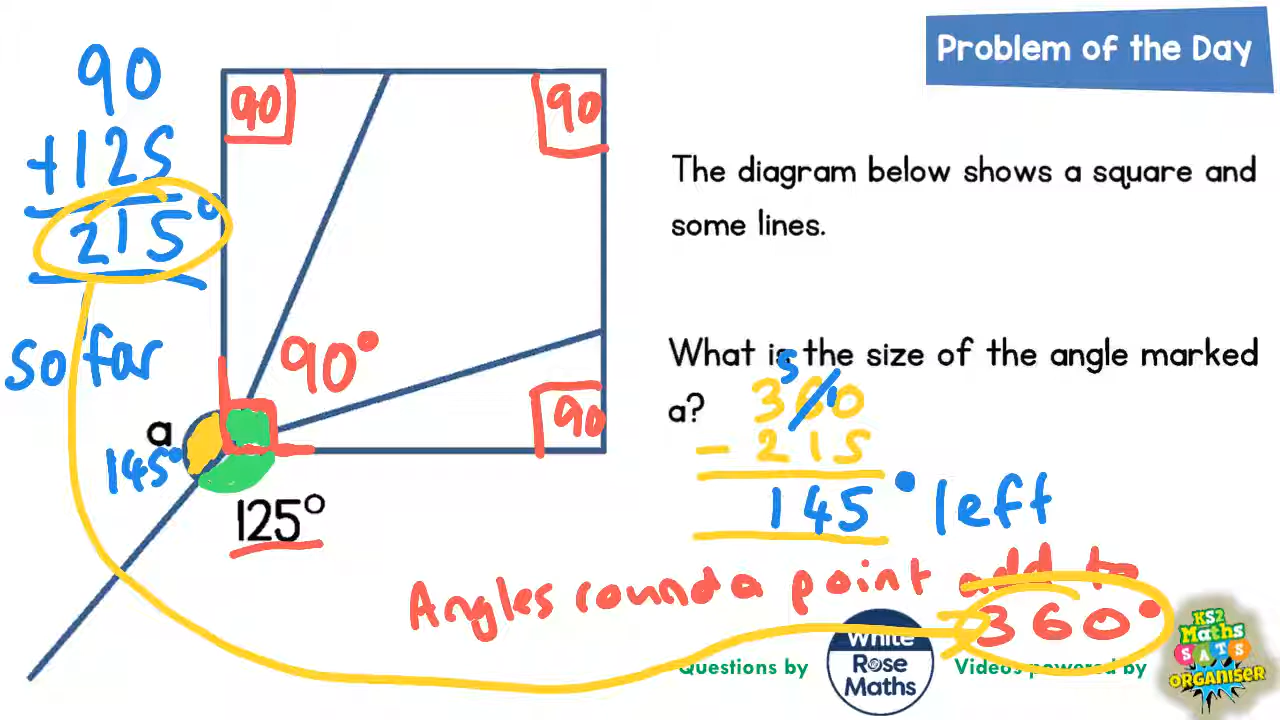 Problem of the Day
90
+125
215°
so far
90
90
90
90°
a
145°
125°
The diagram below shows a square and
some lines.
What is the size of the angle marked
a?
5 1
360
- 215
145° left
Angles round a point add to
360°
Questions by
White
Rose
Maths
Videos powered by
KS2
Maths
SATS
ORGANISER